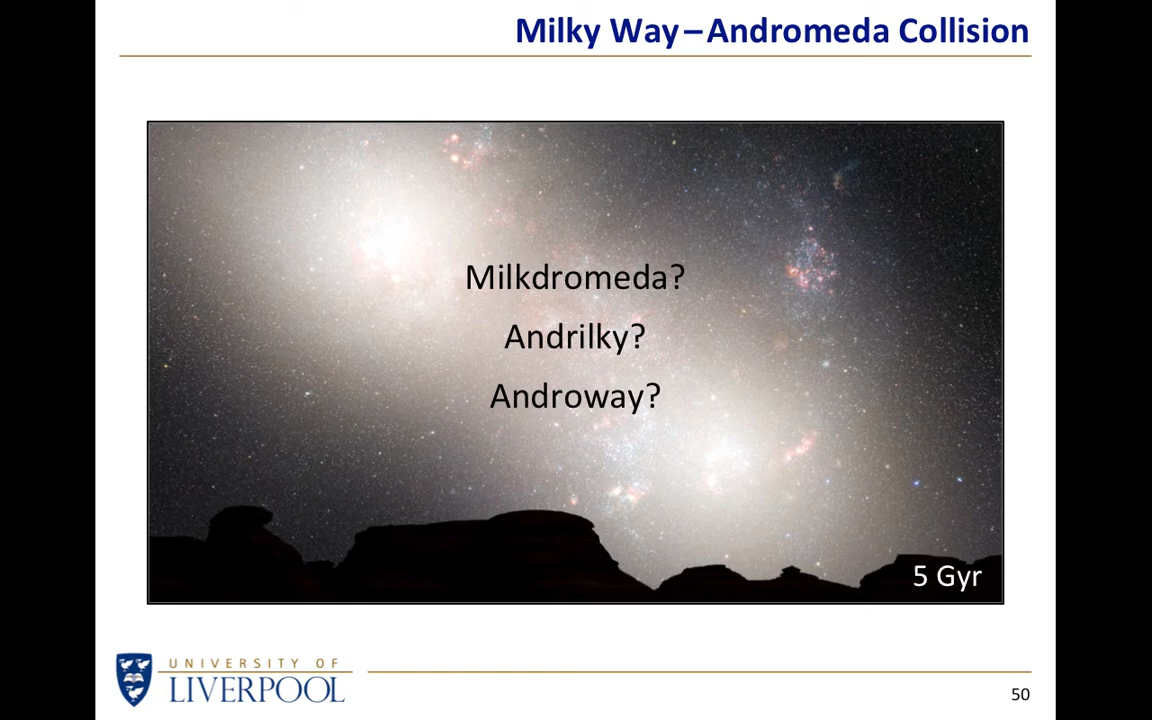 Milky Way–Andromeda Collision
Milkdromeda?
Andrilky?
Androway?
5 Gyr
UNIVERSITY OF
LIVERPOOL
50